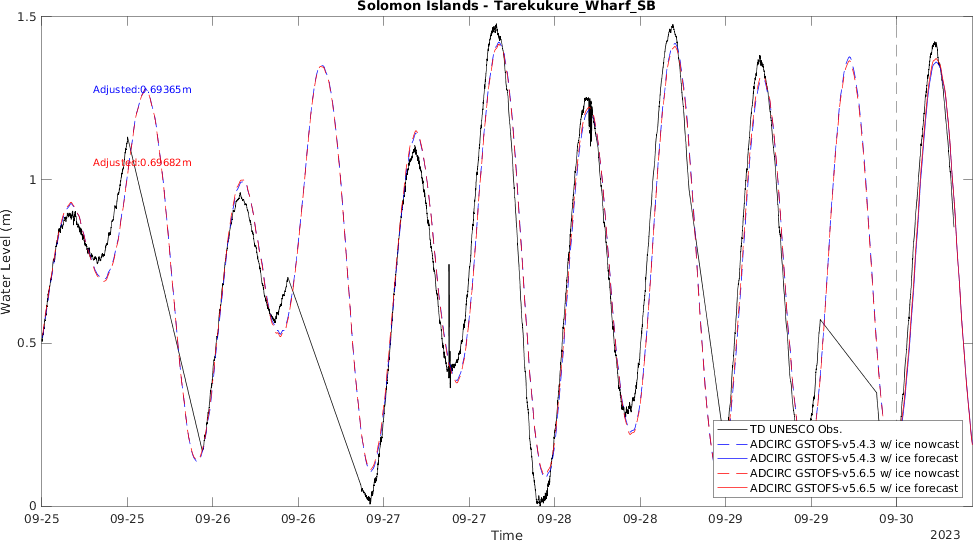 Solomon Islands - Tarekukure_Wharf_SB
1.5
1
0.5
0
Water Level (m)
Adjusted:0.69365m
Adjusted:0.69682m
TD UNESCO Obs.
ADCIRC GSTOFS-v5.4.3 w/ ice nowcast
ADCIRC GSTOFS-v5.4.3 w/ ice forecast
ADCIRC GSTOFS-v5.6.5 w/ ice nowcast
ADCIRC GSTOFS-v5.6.5 w/ ice forecast
09-25 09-25 09-26 09-26 09-27 09-27 09-28 09-28 09-29 09-29 09-30
Time
2023